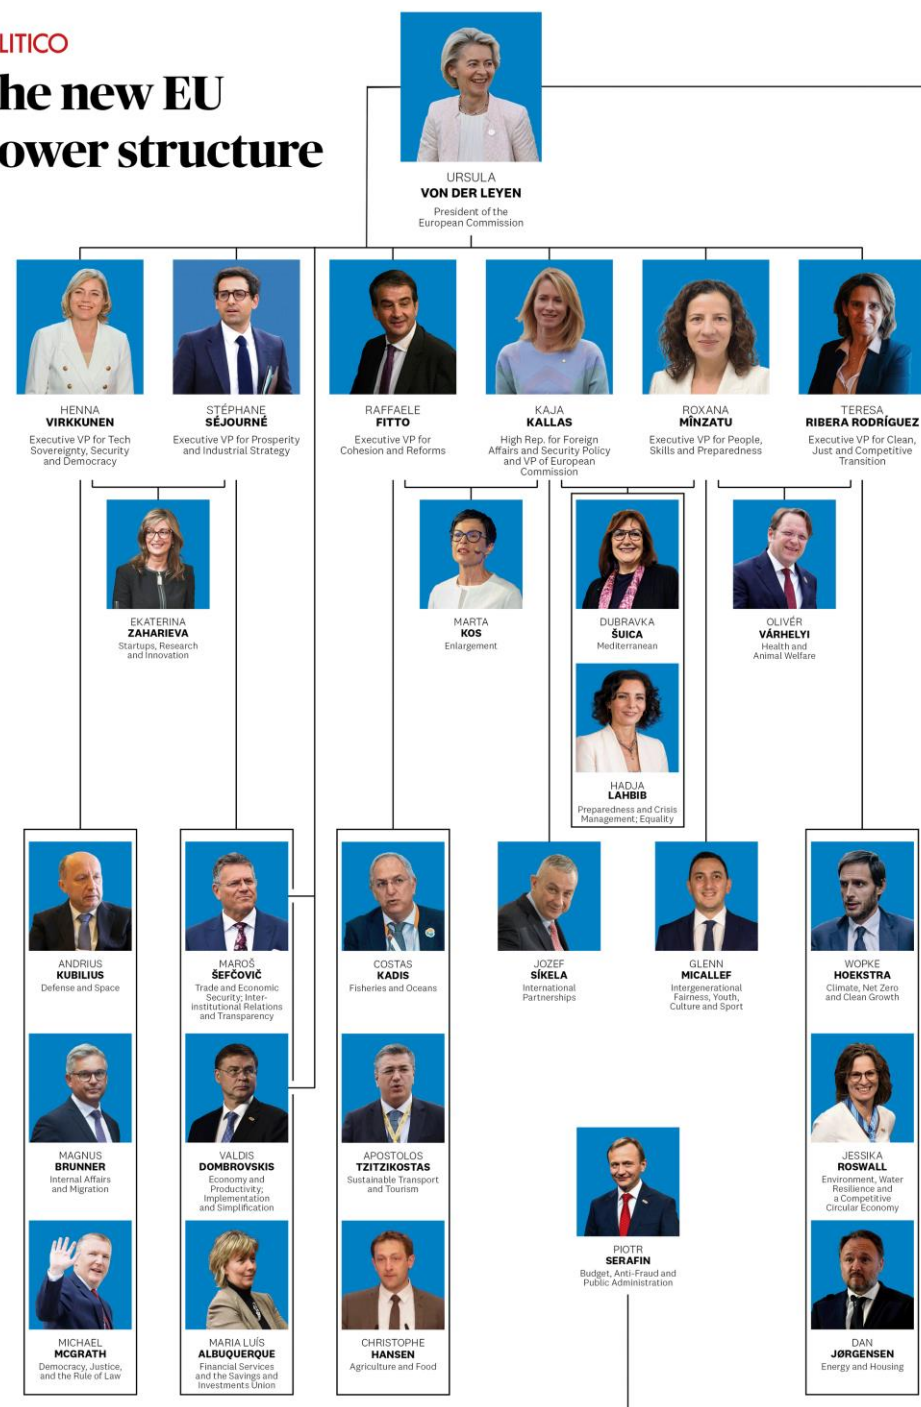 LITICO
he new EU
ower structure
URSULA
VON DER LEYEN
President of the
European Commission
HENNA
VIRKKUNEN
Executive VP for Tech
Sovereignty, Security
and Democracy
STÉPHANE
SÉJOURNÉ
Executive VP for Prosperity
and Industrial Strategy
RAFFAELE
FITTO
Executive VP for
Cohesion and Reforms
KAJA
KALLAS
High Rep. for Foreign
Affairs and Security Policy
and VP of European
Commission
ROXANA
MÎNZATU
Executive VP for People,
Skills and Preparedness
TERESA
RIBERA RODRÍGUEZ
Executive VP for Clean,
Just and Competitive
Transition
EKATERINA
ZAHARIEVA
Startups, Research
and Innovation
MARTA
KOS
Enlargement
DUBRAVKA
ŠUICA
Mediterranean
OLIVÉR
VÁRHELYI
Health and
Animal Welfare
HADJA
LAHBIB
Preparedness and Crisis
Management; Equality
ANDRIUS
KUBILIUS
Defense and Space
MAROŠ
ŠEFČOVIČ
Trade and Economic
Security; Inter-
institutional Relations
and Transparency
COSTAS
KADIS
Fisheries and Oceans
JOZEF
SÍKELA
International
Partnerships
GLENN
MICALLEF
Intergenerational
Fairness, Youth,
Culture and Sport
WOPKE
HOEKSTRA
Climate, Net Zero
and Clean Growth
MAGNUS
BRUNNER
Internal Affairs
and Migration
VALDIS
DOMBROVSKIS
Economy and
Productivity;
Implementation
and Simplification
APOSTOLOS
TZITZIKOSTAS
Sustainable Transport
and Tourism
JESSIKA
ROSWALL
Environment, Water
Resilience and
a Competitive
Circular Economy
PIOTR
SERAFIN
Budget, Anti-Fraud and
Public Administration
MICHAEL
MCGRATH
Democracy, Justice,
and the Rule of Law
MARIA LUÍS
ALBUQUERQUE
Financial Services
and the Savings and
Investments Union
CHRISTOPHE
HANSEN
Agriculture and Food
DAN
JØRGENSEN
Energy and Housing